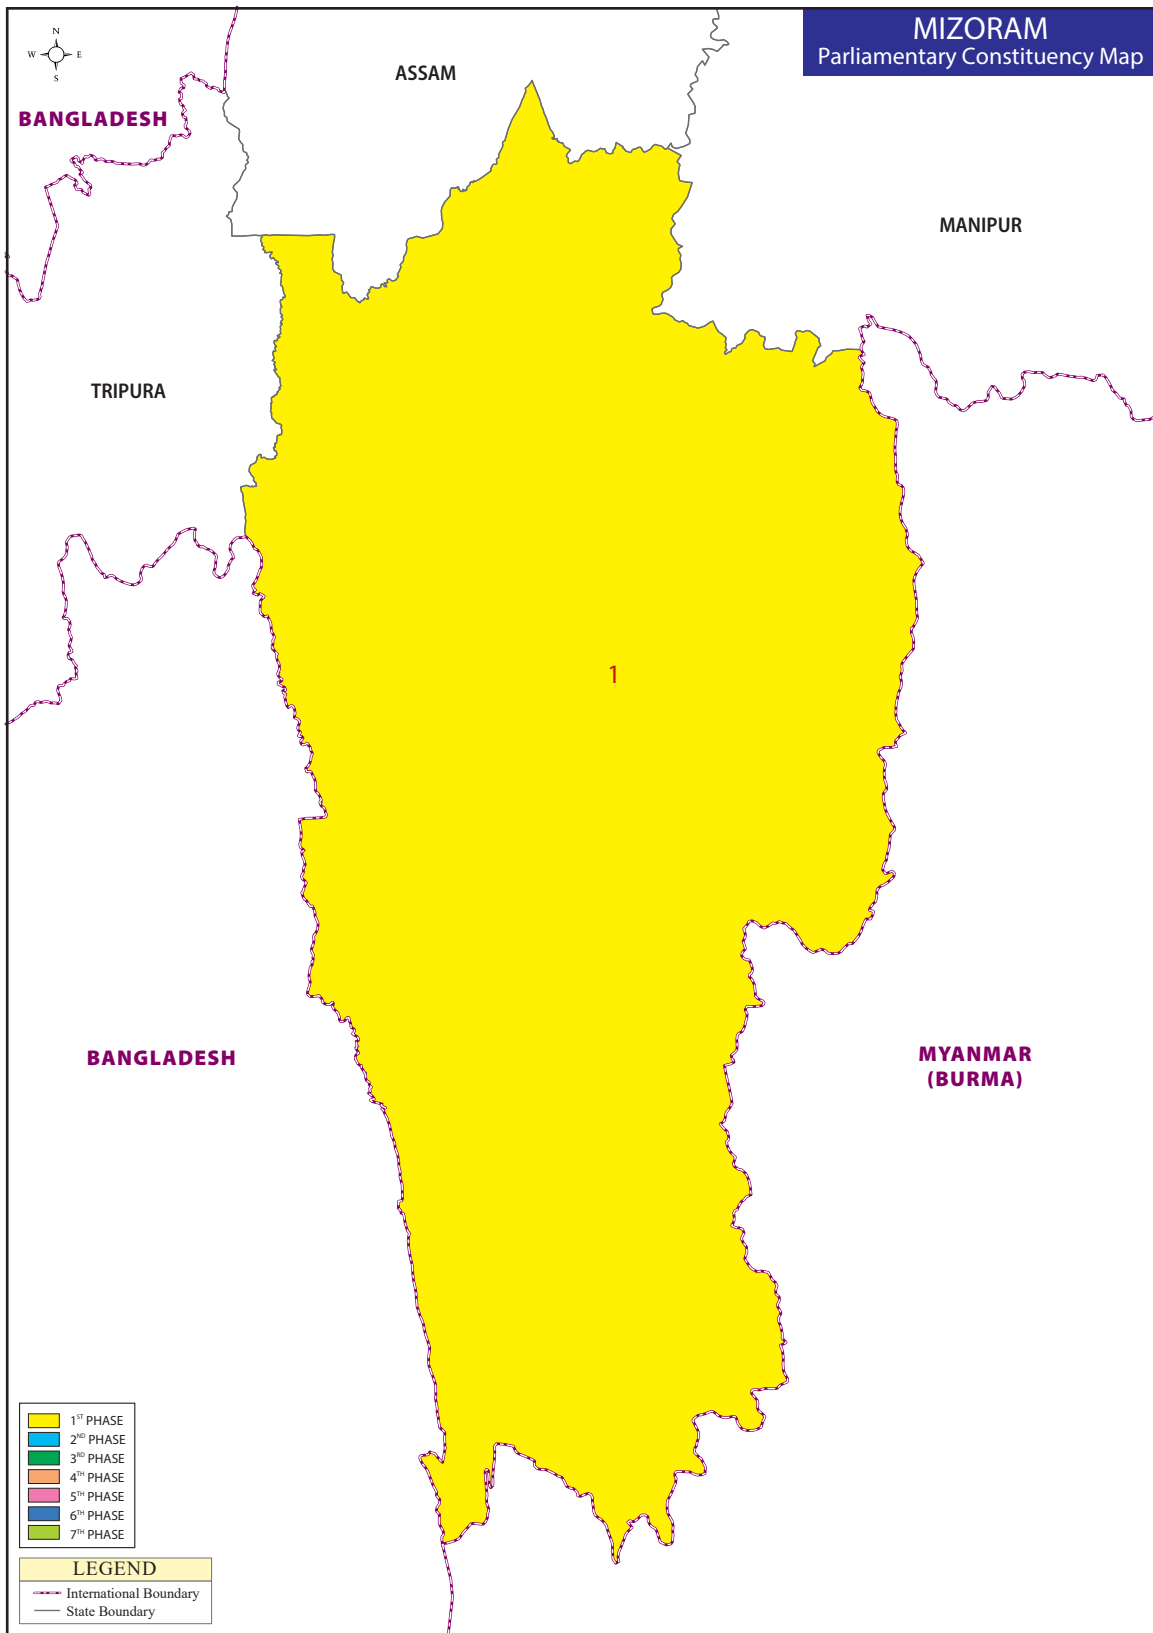 MIZORAM
Parliamentary Constituency Map
N
W E
S
ASSAM
BANGLADESH
MANIPUR
TRIPURA
1
BANGLADESH
MYANMAR
(BURMA)
1ST PHASE
2ND PHASE
3RD PHASE
4TH PHASE
5TH PHASE
6TH PHASE
7TH PHASE
LEGEND
International Boundary
State Boundary